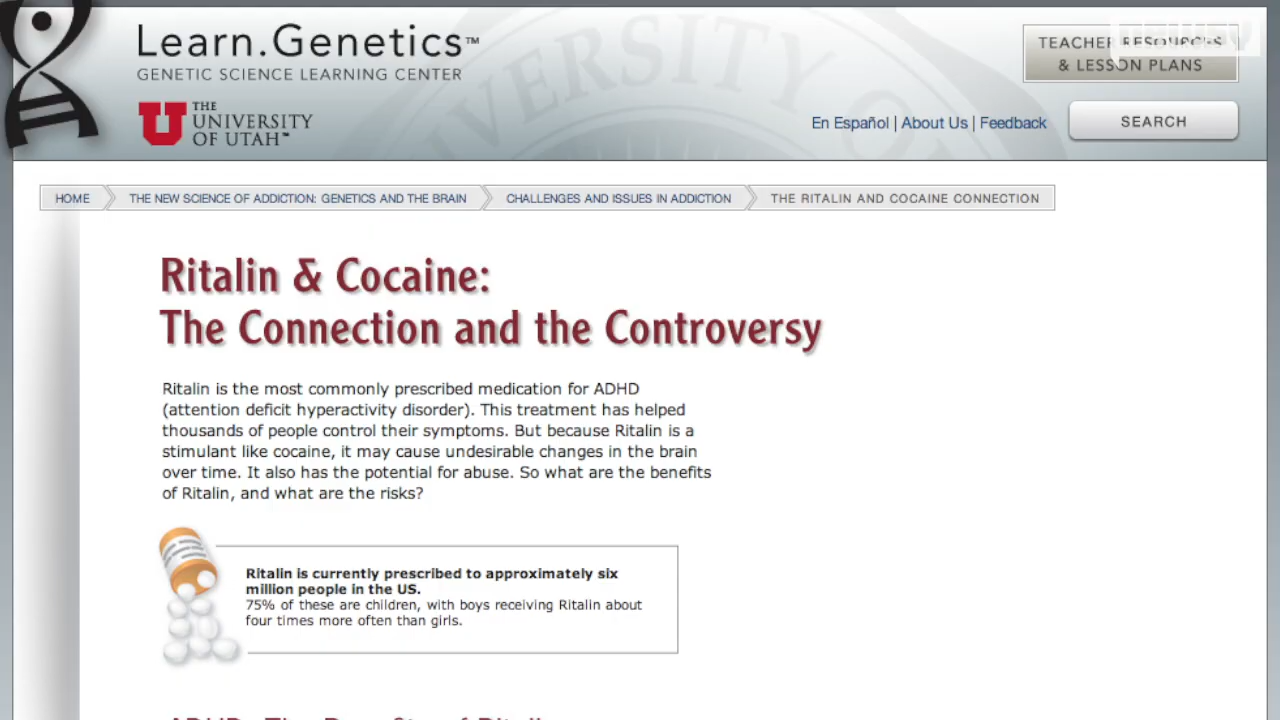 Learn.Genetics™
GENETIC SCIENCE LEARNING CENTER
TEACHER RESOURCES
& LESSON PLANS
THE
UNIVERSITY
OF UTAH™
En Español | About Us | Feedback
SEARCH
HOME
THE NEW SCIENCE OF ADDICTION: GENETICS AND THE BRAIN
CHALLENGES AND ISSUES IN ADDICTION
THE RITALIN AND COCAINE CONNECTION
Ritalin & Cocaine:
The Connection and the Controversy
Ritalin is the most commonly prescribed medication for ADHD
(attention deficit hyperactivity disorder). This treatment has helped
thousands of people control their symptoms. But because Ritalin is a
stimulant like cocaine, it may cause undesirable changes in the brain
over time. It also has the potential for abuse. So what are the benefits
of Ritalin, and what are the risks?
Ritalin is currently prescribed to approximately six
million people in the US.
75% of these are children, with boys receiving Ritalin about
four times more often than girls.